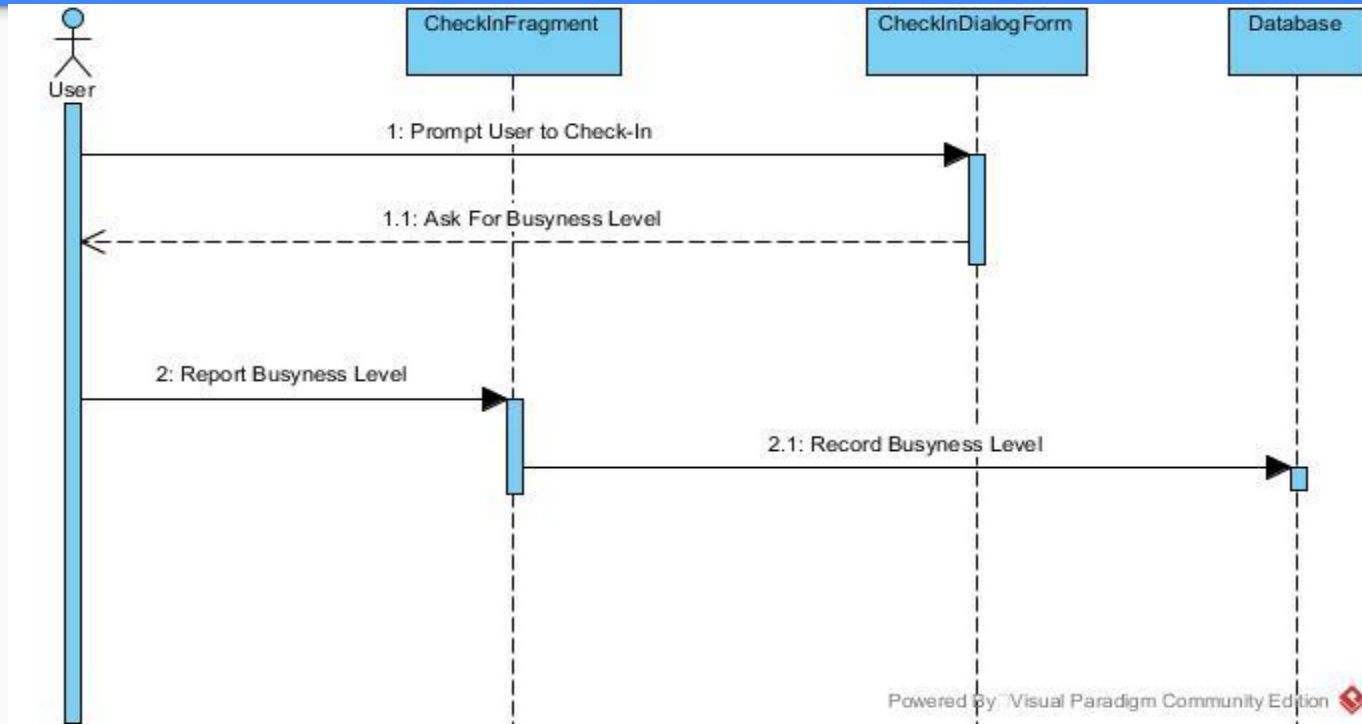 CheckInFragment
CheckInDialogForm
Database
User
1: Prompt User to Check-In
1.1: Ask For Busyness Level
2: Report Busyness Level
2.1: Record Busyness Level
Powered By Visual Paradigm Community Edition